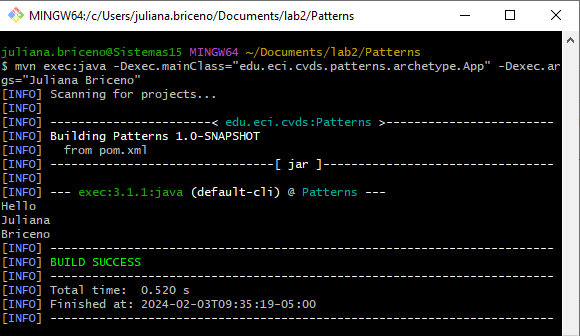 MINGW64:/c/Users/juliana.briceno/Documents/lab2/Patterns
juliana.briceno@Sistemas15 MINGW64 ~/Documents/lab2/Patterns
$ mvn exec:java -Dexec.mainClass="edu.eci.cvds.patterns.archetype.App" -Dexec.ar
gs="Juliana Briceno"
[INFO] Scanning for projects...
[INFO]
[INFO] ----------------------< edu.eci.cvds:Patterns >-----------------------
[INFO] Building Patterns 1.0-SNAPSHOT
[INFO]   from pom.xml
[INFO] --------------------------------[ jar ]---------------------------------
[INFO]
[INFO] --- exec:3.1.1:java (default-cli) @ Patterns ---
Hello
Juliana
Briceno
[INFO] ------------------------------------------------------------------------
[INFO] BUILD SUCCESS
[INFO] ------------------------------------------------------------------------
[INFO] Total time:  0.520 s
[INFO] Finished at: 2024-02-03T09:35:19-05:00
[INFO] ------------------------------------------------------------------------